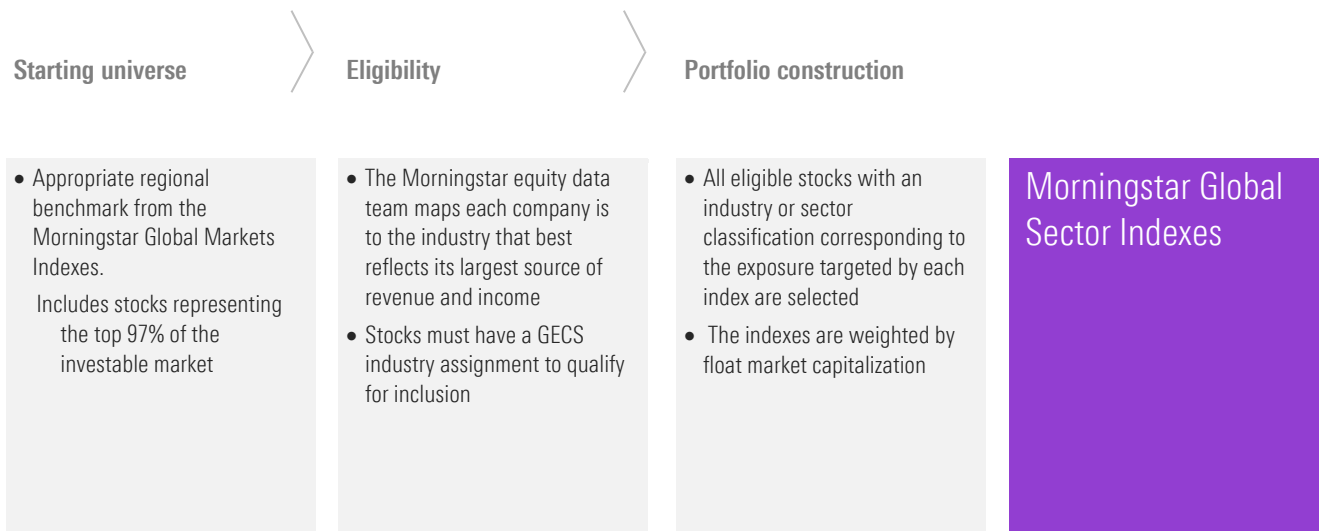 Starting universe
Eligibility
Portfolio construction
• Appropriate regional
benchmark from the
Morningstar Global Markets
Indexes.
Includes stocks representing
the top 97% of the
investable market
• The Morningstar equity data
team maps each company is
to the industry that best
reflects its largest source of
revenue and income
• Stocks must have a GECS
industry assignment to qualify
for inclusion
• All eligible stocks with an
industry or sector
classification corresponding to
the exposure targeted by each
index are selected
• The indexes are weighted by
float market capitalization
Morningstar Global
Sector Indexes